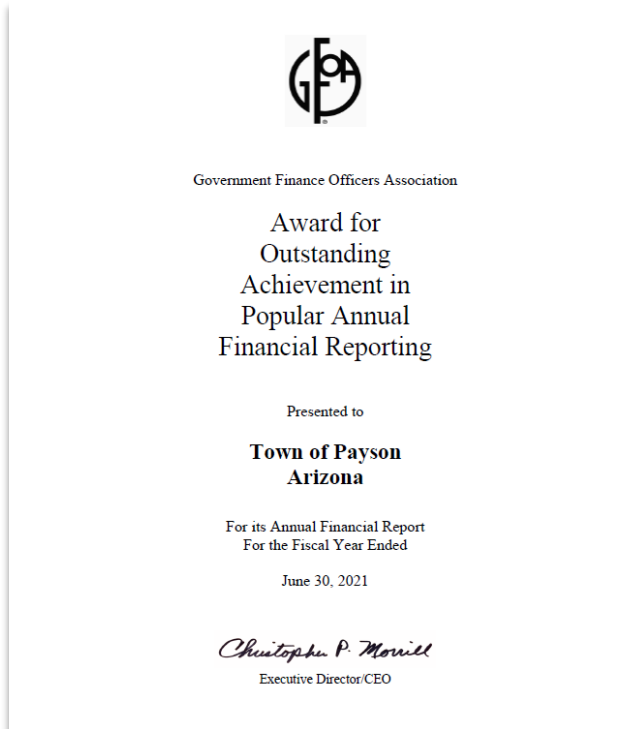 GFOA
®
Government Finance Officers Association
Award for
Outstanding
Achievement in
Popular Annual
Financial Reporting
Presented to
Town of Payson
Arizona
For its Annual Financial Report
For the Fiscal Year Ended
June 30, 2021
Christopher P. Morrill
Executive Director/CEO